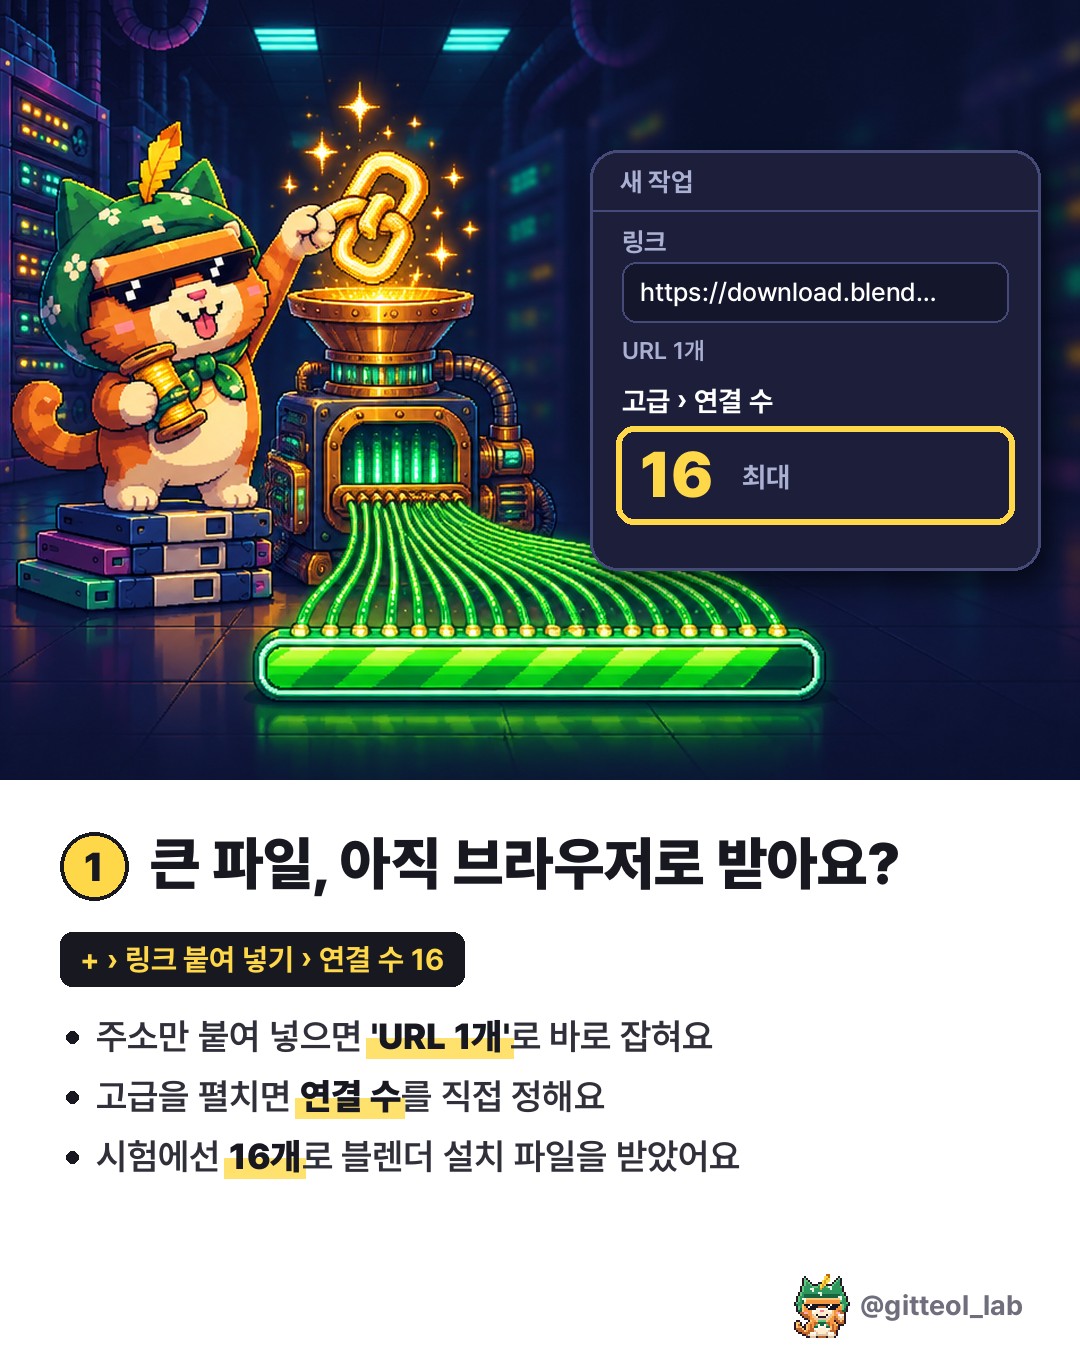 새 작업
링크
https://download.blend...
URL 1개
고급 › 연결 수
16 최대
1 큰 파일, 아직 브라우저로 받아요?
+ › 링크 붙여 넣기 › 연결 수 16
• 주소만 붙여 넣으면 'URL 1개'로 바로 잡혀요
• 고급을 펼치면 연결 수를 직접 정해요
• 시험에선 16개로 블렌더 설치 파일을 받았어요
@gitteol_lab